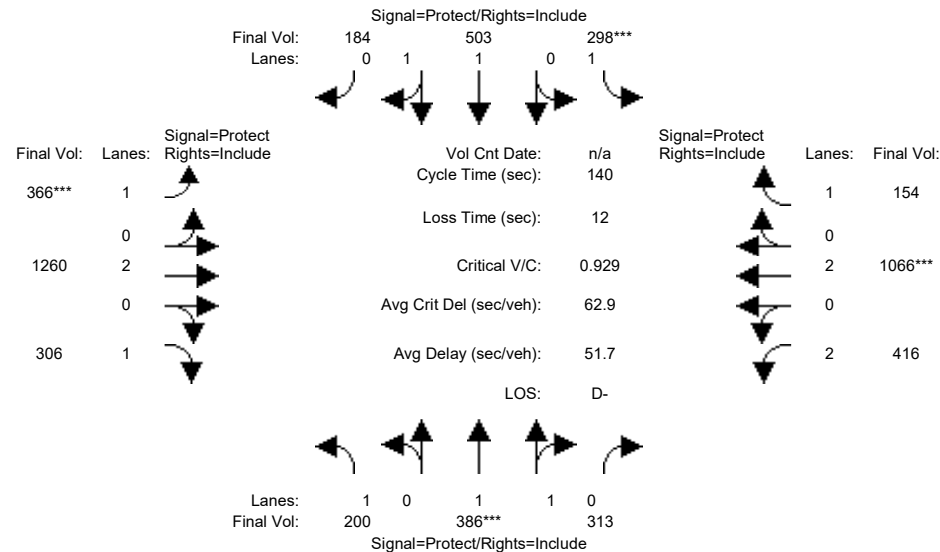 Signal=Protect/Rights=Include
Final Vol: 184 503 298***
Lanes: 0 1 1 0 1
Signal=Protect Signal=Protect
Final Vol: Lanes: Rights=Include Vol Cnt Date: n/a Rights=Include Lanes: Final Vol:
Cycle Time (sec): 140
366*** 1 1 154
Loss Time (sec): 12
0 0
1260 2 Critical V/C: 0.929 2 1066***
0 Avg Crit Del (sec/veh): 62.9 0
306 1 Avg Delay (sec/veh): 51.7 2 416
LOS: D-
Lanes: 1 0 1 1 0
Final Vol: 200 386*** 313
Signal=Protect/Rights=Include